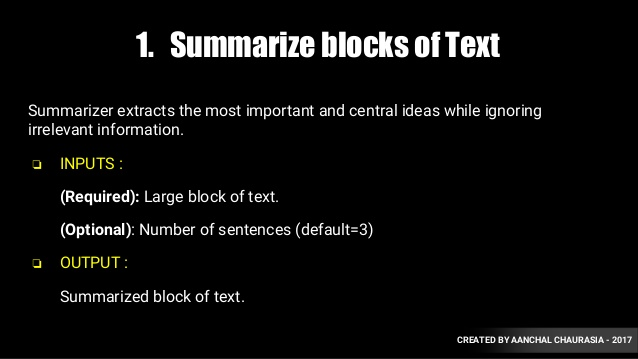 1. Summarize blocks of Text
Summarizer extracts the most important and central ideas while ignoring
irrelevant information.
❏ INPUTS :
(Required): Large block of text.
(Optional): Number of sentences (default=3)
❏ OUTPUT :
Summarized block of text.
CREATED BY AANCHAL CHAURASIA - 2017